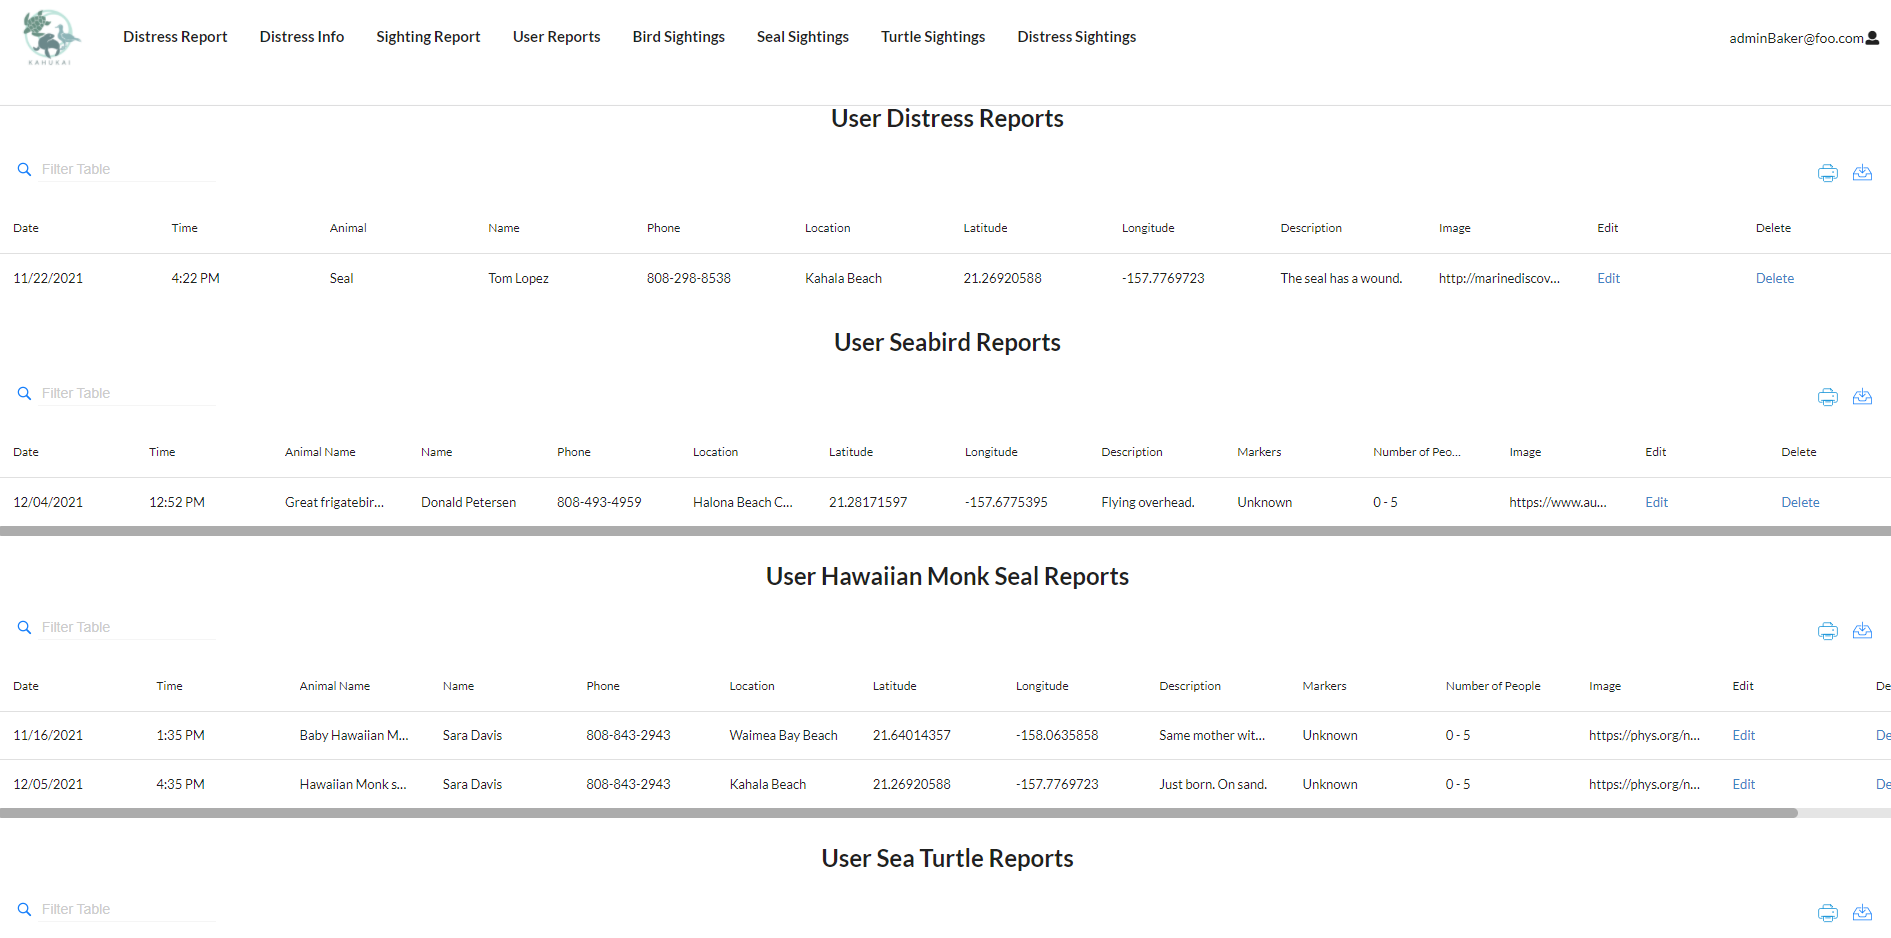 KAHUKAI
Distress Report Distress Info Sighting Report User Reports Bird Sightings Seal Sightings Turtle Sightings Distress Sightings adminBaker@foo.com
User Distress Reports
Filter Table
Date Time Animal Name Phone Location Latitude Longitude Description Image Edit Delete
11/22/2021 4:22 PM Seal Tom Lopez 808-298-8538 Kahala Beach 21.26920588 -157.7769723 The seal has a wound. http://marinediscov... Edit Delete
User Seabird Reports
Filter Table
Date Time Animal Name Name Phone Location Latitude Longitude Description Markers Number of Peo... Image Edit Delete
12/04/2021 12:52 PM Great frigatebir... Donald Petersen 808-493-4959 Halona Beach C... 21.28171597 -157.6775395 Flying overhead. Unknown 0 - 5 https://www.au... Edit Delete
User Hawaiian Monk Seal Reports
Filter Table
Date Time Animal Name Name Phone Location Latitude Longitude Description Markers Number of People Image Edit De
11/16/2021 1:35 PM Baby Hawaiian M... Sara Davis 808-843-2943 Waimea Bay Beach 21.64014357 -158.0635858 Same mother wit... Unknown 0 - 5 https://phys.org/n... Edit De
12/05/2021 4:35 PM Hawaiian Monk s... Sara Davis 808-843-2943 Kahala Beach 21.26920588 -157.7769723 Just born. On sand. Unknown 0 - 5 https://phys.org/n... Edit De
User Sea Turtle Reports
Filter Table